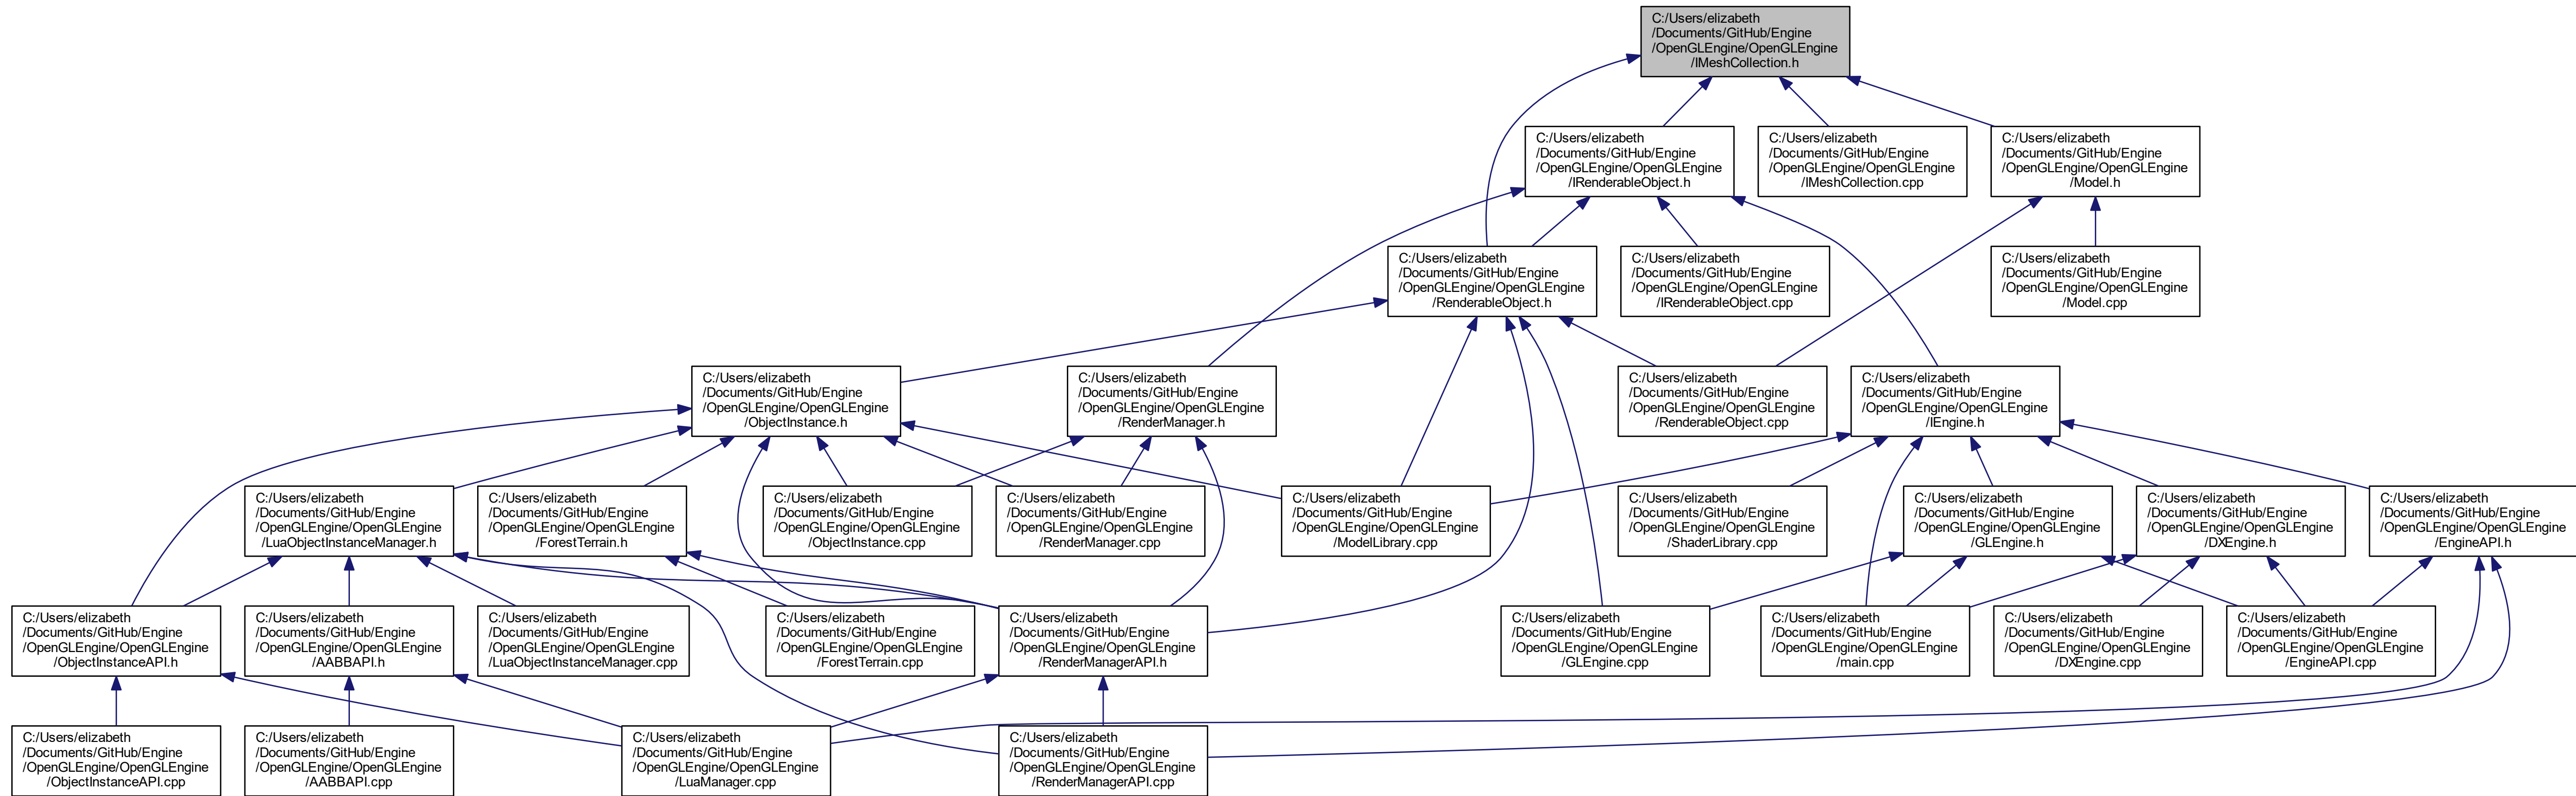 C:/Users/elizabeth
/Documents/GitHub/Engine
/OpenGLEngine/OpenGLEngine
/IMeshCollection.h
C:/Users/elizabeth
/Documents/GitHub/Engine
/OpenGLEngine/OpenGLEngine
/IRenderableObject.h
C:/Users/elizabeth
/Documents/GitHub/Engine
/OpenGLEngine/OpenGLEngine
/IMeshCollection.cpp
C:/Users/elizabeth
/Documents/GitHub/Engine
/OpenGLEngine/OpenGLEngine
/Model.h
C:/Users/elizabeth
/Documents/GitHub/Engine
/OpenGLEngine/OpenGLEngine
/RenderableObject.h
C:/Users/elizabeth
/Documents/GitHub/Engine
/OpenGLEngine/OpenGLEngine
/IRenderableObject.cpp
C:/Users/elizabeth
/Documents/GitHub/Engine
/OpenGLEngine/OpenGLEngine
/Model.cpp
C:/Users/elizabeth
/Documents/GitHub/Engine
/OpenGLEngine/OpenGLEngine
/ObjectInstance.h
C:/Users/elizabeth
/Documents/GitHub/Engine
/OpenGLEngine/OpenGLEngine
/RenderManager.h
C:/Users/elizabeth
/Documents/GitHub/Engine
/OpenGLEngine/OpenGLEngine
/RenderableObject.cpp
C:/Users/elizabeth
/Documents/GitHub/Engine
/OpenGLEngine/OpenGLEngine
/IEngine.h
C:/Users/elizabeth
/Documents/GitHub/Engine
/OpenGLEngine/OpenGLEngine
/LuaObjectInstanceManager.h
C:/Users/elizabeth
/Documents/GitHub/Engine
/OpenGLEngine/OpenGLEngine
/ForestTerrain.h
C:/Users/elizabeth
/Documents/GitHub/Engine
/OpenGLEngine/OpenGLEngine
/ObjectInstance.cpp
C:/Users/elizabeth
/Documents/GitHub/Engine
/OpenGLEngine/OpenGLEngine
/RenderManager.cpp
C:/Users/elizabeth
/Documents/GitHub/Engine
/OpenGLEngine/OpenGLEngine
/ModelLibrary.cpp
C:/Users/elizabeth
/Documents/GitHub/Engine
/OpenGLEngine/OpenGLEngine
/ShaderLibrary.cpp
C:/Users/elizabeth
/Documents/GitHub/Engine
/OpenGLEngine/OpenGLEngine
/GLEngine.h
C:/Users/elizabeth
/Documents/GitHub/Engine
/OpenGLEngine/OpenGLEngine
/DXEngine.h
C:/Users/elizabeth
/Documents/GitHub/Engine
/OpenGLEngine/OpenGLEngine
/EngineAPI.h
C:/Users/elizabeth
/Documents/GitHub/Engine
/OpenGLEngine/OpenGLEngine
/ObjectInstanceAPI.h
C:/Users/elizabeth
/Documents/GitHub/Engine
/OpenGLEngine/OpenGLEngine
/AABBAPI.h
C:/Users/elizabeth
/Documents/GitHub/Engine
/OpenGLEngine/OpenGLEngine
/LuaObjectInstanceManager.cpp
C:/Users/elizabeth
/Documents/GitHub/Engine
/OpenGLEngine/OpenGLEngine
/ForestTerrain.cpp
C:/Users/elizabeth
/Documents/GitHub/Engine
/OpenGLEngine/OpenGLEngine
/RenderManagerAPI.h
C:/Users/elizabeth
/Documents/GitHub/Engine
/OpenGLEngine/OpenGLEngine
/GLEngine.cpp
C:/Users/elizabeth
/Documents/GitHub/Engine
/OpenGLEngine/OpenGLEngine
/main.cpp
C:/Users/elizabeth
/Documents/GitHub/Engine
/OpenGLEngine/OpenGLEngine
/DXEngine.cpp
C:/Users/elizabeth
/Documents/GitHub/Engine
/OpenGLEngine/OpenGLEngine
/EngineAPI.cpp
C:/Users/elizabeth
/Documents/GitHub/Engine
/OpenGLEngine/OpenGLEngine
/ObjectInstanceAPI.cpp
C:/Users/elizabeth
/Documents/GitHub/Engine
/OpenGLEngine/OpenGLEngine
/AABBAPI.cpp
C:/Users/elizabeth
/Documents/GitHub/Engine
/OpenGLEngine/OpenGLEngine
/LuaManager.cpp
C:/Users/elizabeth
/Documents/GitHub/Engine
/OpenGLEngine/OpenGLEngine
/RenderManagerAPI.cpp